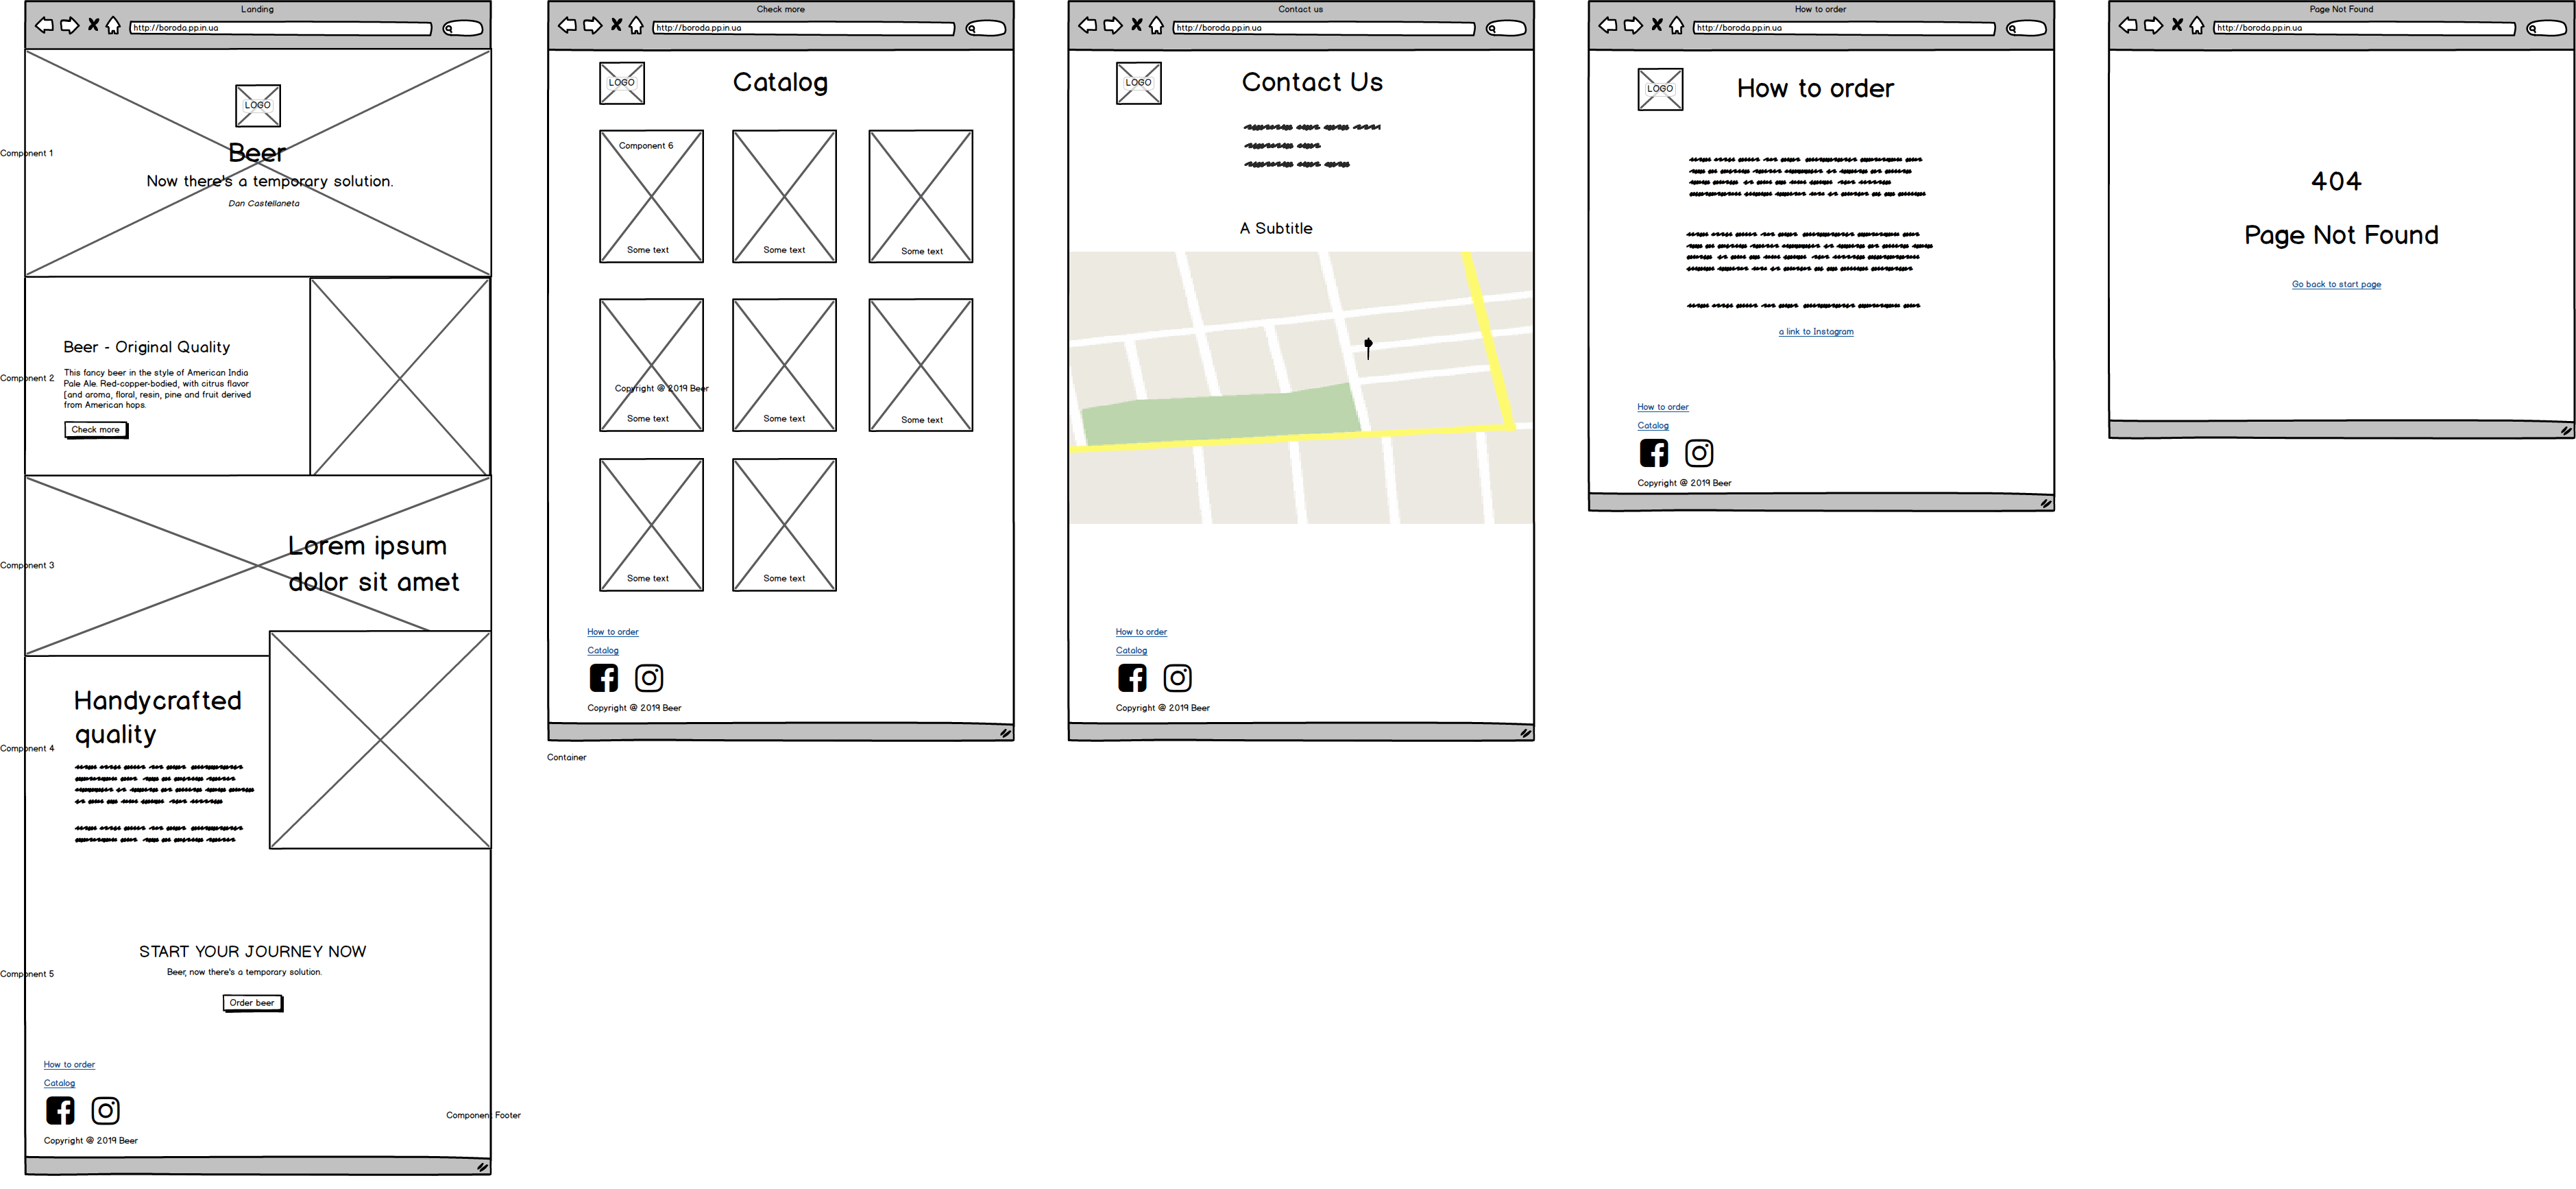 Landing
http://boroda.pp.in.ua
LOGO
Component 1
Beer
Now there's a temporary solution.
Dan Castellaneta
Component 2
Beer - Original Quality
This fancy beer in the style of American India
Pale Ale. Red-copper-bodied, with citrus flavor
[and aroma, floral, resin, pine and fruit derived
from American hops.
Check more
Component 3
Lorem ipsum
dolor sit amet
Component 4
Handycrafted
quality
Component 5
START YOUR JOURNEY NOW
Beer, now there's a temporary solution.
Order beer
How to order
Catalog
Component Footer
Copyright @ 2019 Beer
Check more
http://boroda.pp.in.ua
LOGO
Catalog
Component 6
Some text
Some text
Some text
Copyright @ 2019 Beer
Some text
Some text
Some text
Some text
Some text
How to order
Catalog
Copyright @ 2019 Beer
Container
Contact us
http://boroda.pp.in.ua
LOGO
Contact Us
A Subtitle
How to order
Catalog
Copyright @ 2019 Beer
How to order
http://boroda.pp.in.ua
LOGO
How to order
a link to Instagram
How to order
Catalog
Copyright @ 2019 Beer
Page Not Found
http://boroda.pp.in.ua
404
Page Not Found
Go back to start page